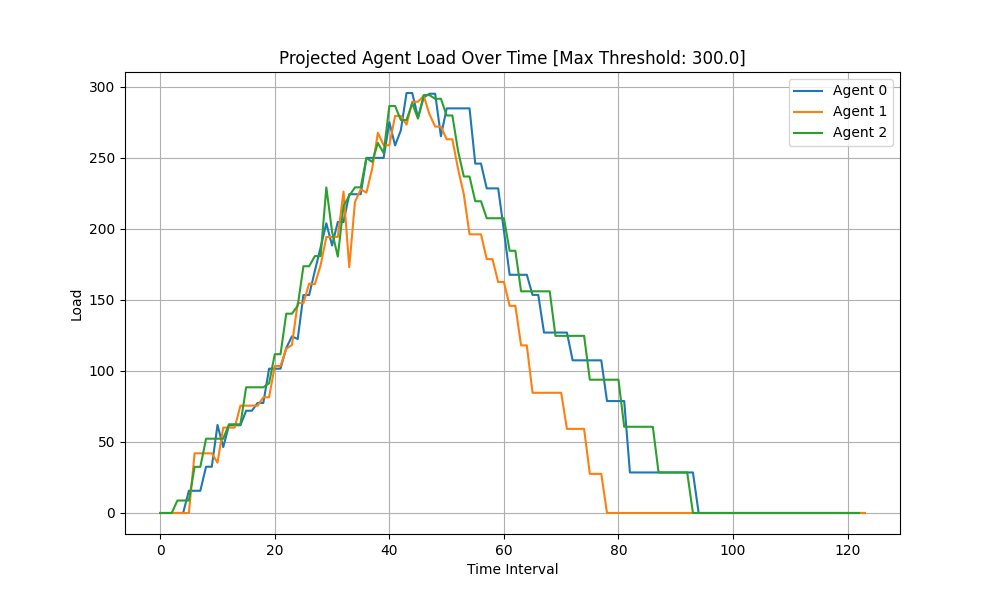 Projected Agent Load Over Time [Max Threshold: 300.0]
Agent 0
Agent 1
Agent 2
Load
300
250
200
150
100
50
0
0 20 40 60 80 100 120
Time Interval